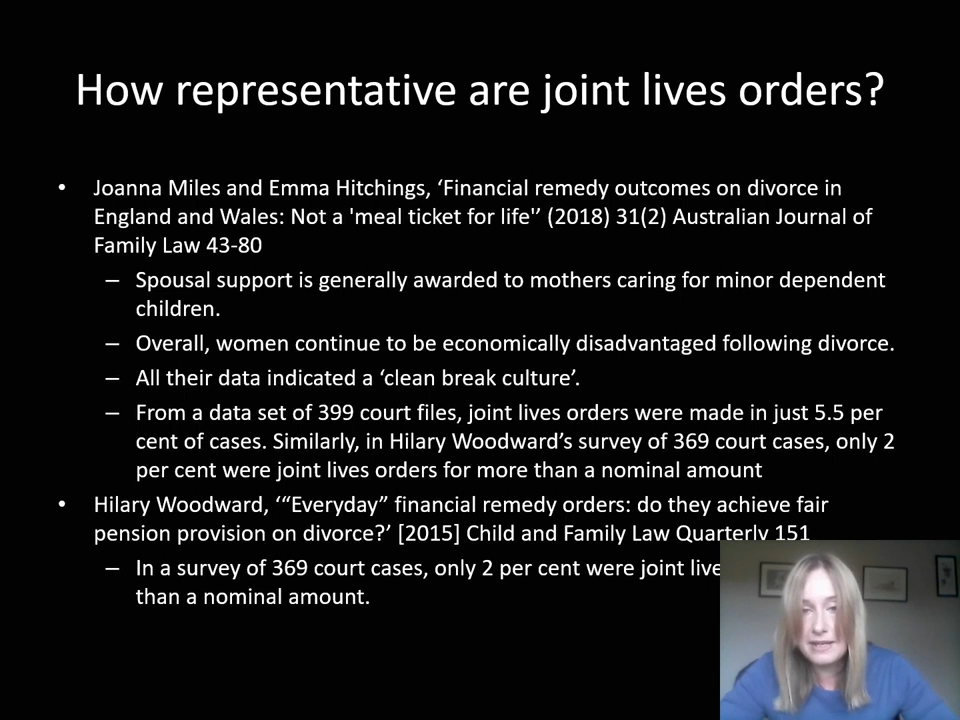 How representative are joint lives orders?
• Joanna Miles and Emma Hitchings, ‘Financial remedy outcomes on divorce in
England and Wales: Not a 'meal ticket for life'’ (2018) 31(2) Australian Journal of
Family Law 43-80
– Spousal support is generally awarded to mothers caring for minor dependent
children.
– Overall, women continue to be economically disadvantaged following divorce.
– All their data indicated a ‘clean break culture’.
– From a data set of 399 court files, joint lives orders were made in just 5.5 per
cent of cases. Similarly, in Hilary Woodward’s survey of 369 court cases, only 2
per cent were joint lives orders for more than a nominal amount
• Hilary Woodward, ‘“Everyday” financial remedy orders: do they achieve fair
pension provision on divorce?’ [2015] Child and Family Law Quarterly 151
– In a survey of 369 court cases, only 2 per cent were joint
than a nominal amount.